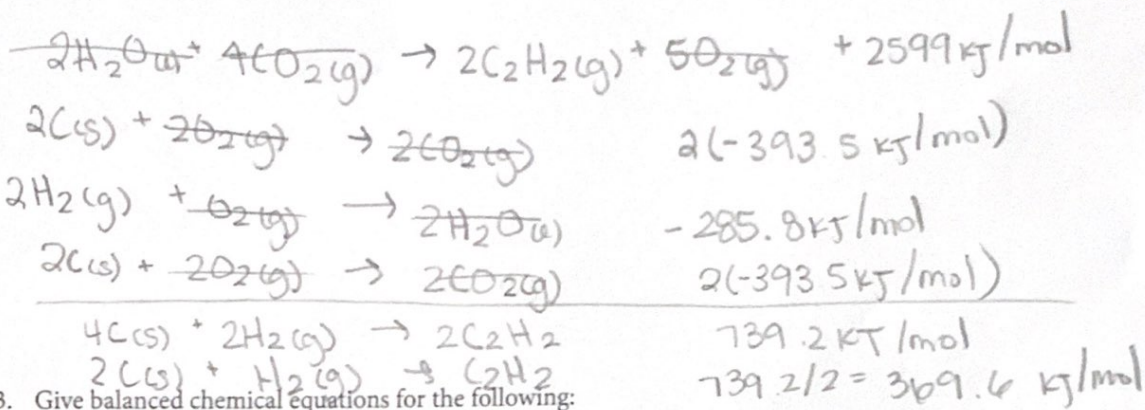 2H₂O(l) + 4CO₂(g) → 2C₂H₂(g) + 5O₂(g) + 2599 kJ/mol
2C(s) + 2O₂(g) → 2CO₂(g) 2(-393.5 kJ/mol)
2H₂(g) + O₂(g) → 2H₂O(l) -285.8 kJ/mol
2C(s) + 2O₂(g) → 2CO₂(g) 2(-393.5 kJ/mol)
4C(s) + 2H₂(g) → 2C₂H₂ 739.2 kJ/mol
2C(s) + H₂(g) → C₂H₂ 739.2/2 = 369.6 kJ/mol
3. Give balanced chemical equations for the following: